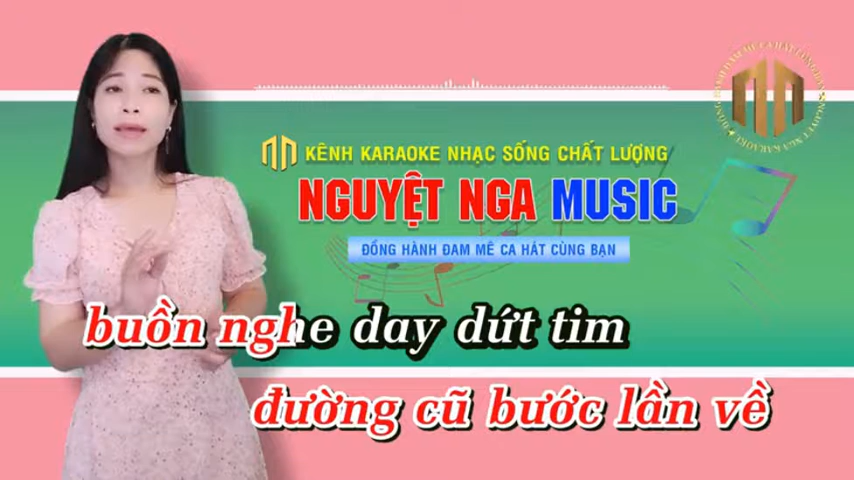 KÊNH KARAOKE NHẠC SỐNG CHẤT LƯỢNG
NGUYỆT NGA MUSIC
ĐỒNG HÀNH ĐAM MÊ CA HÁT CÙNG BẠN
buồn nghe day dứt tim
đường cũ bước lần về